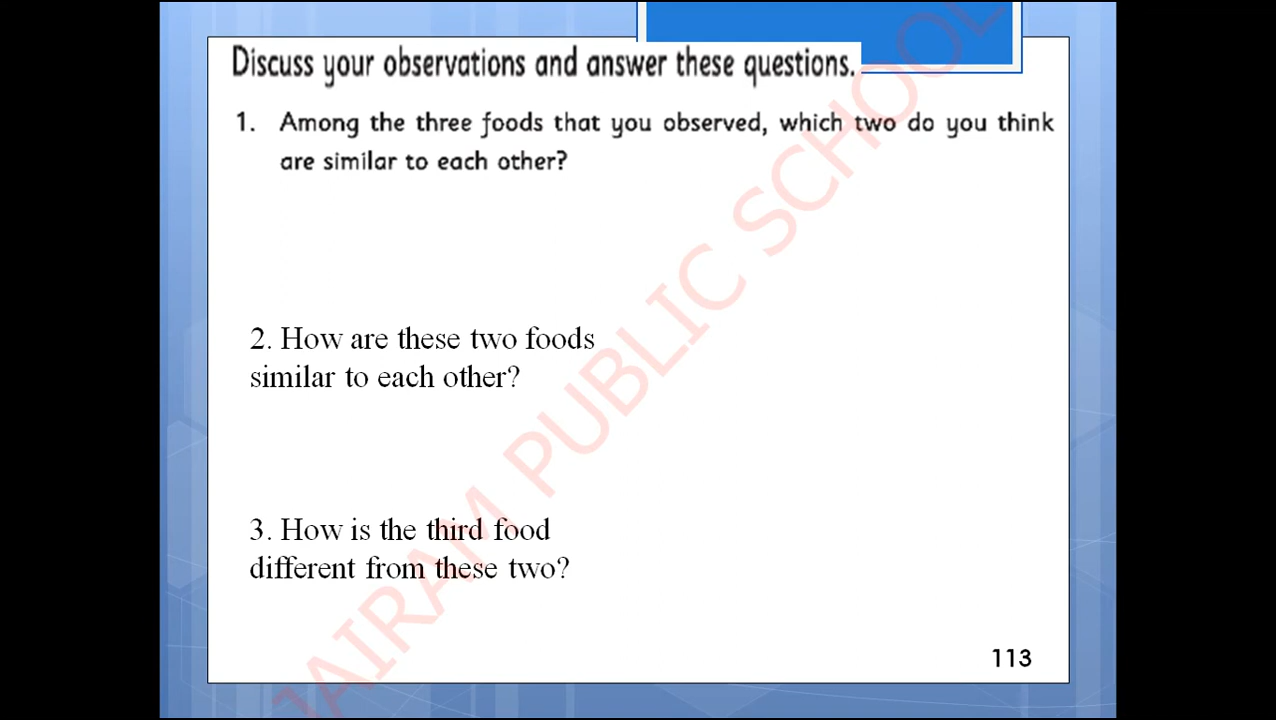 Discuss your observations and answer these questions.
1. Among the three foods that you observed, which two do you think
are similar to each other?
2. How are these two foods
similar to each other?
3. How is the third food
different from these two?
113
JAIRAM PUBLIC SCHOOL